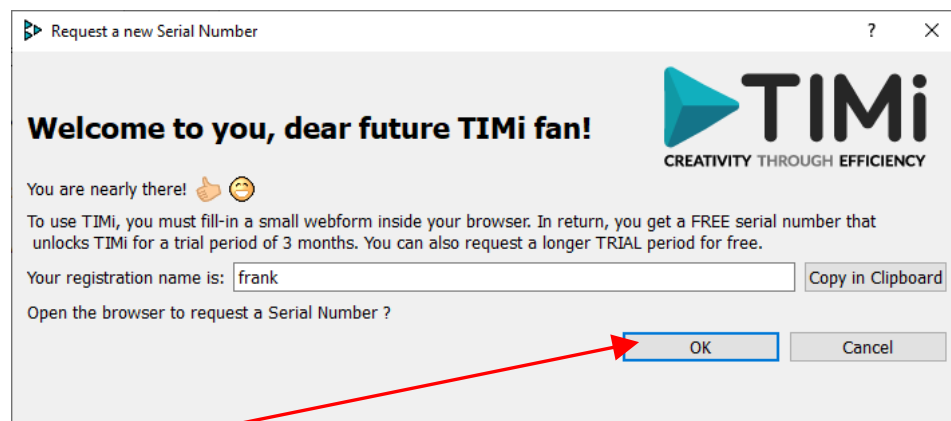 Request a new Serial Number
?
TIMi
CREATIVITY THROUGH EFFICIENCY
Welcome to you, dear future TIMi fan!
You are nearly there!
To use TIMi, you must fill-in a small webform inside your browser. In return, you get a FREE serial number that
unlocks TIMi for a trial period of 3 months. You can also request a longer TRIAL period for free.
Your registration name is: frank Copy in Clipboard
Open the browser to request a Serial Number ?
OK Cancel